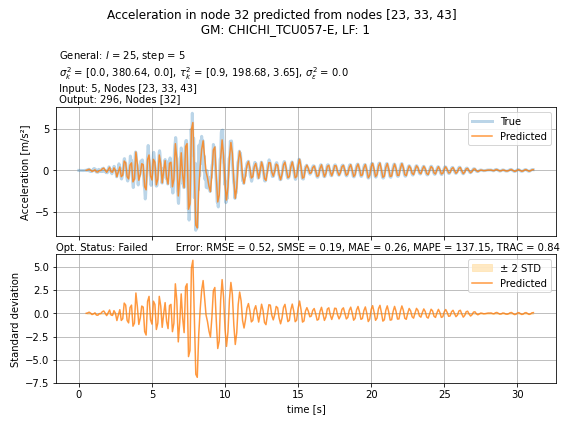 Acceleration in node 32 predicted from nodes [23, 33, 43]
GM: CHICHI_TCU057-E, LF: 1
General: l = 25, step = 5
σ²ₖ = [0.0, 380.64, 0.0], τ²ₖ = [0.9, 198.68, 3.65], σ²ε = 0.0
Input: 5, Nodes [23, 33, 43]
Output: 296, Nodes [32]
Acceleration [m/s²]
5
0
−5
True
Predicted
Opt. Status: Failed Error: RMSE = 0.52, SMSE = 0.19, MAE = 0.26, MAPE = 137.15, TRAC = 0.84
Standard deviation
5.0
2.5
0.0
−2.5
−5.0
−7.5
± 2 STD
Predicted
0 5 10 15 20 25 30
time [s]